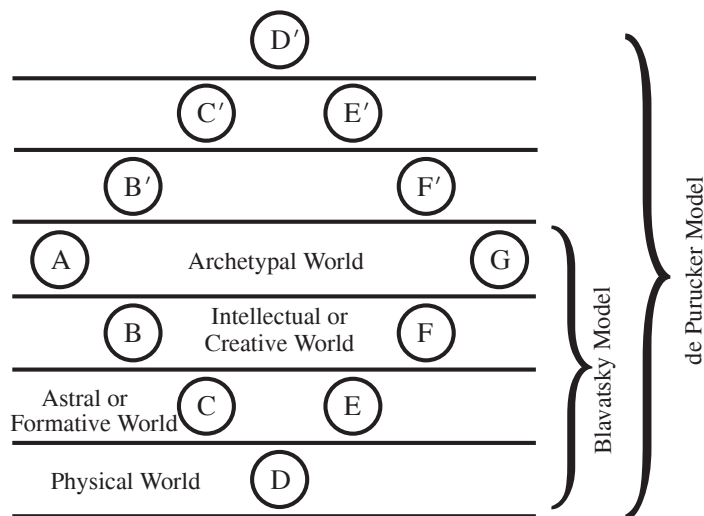 D′
C′ E′
B′ F′
A Archetypal World G
B Intellectual or
Creative World F
Astral or
Formative World C E
Physical World D
Blavatsky Model
de Purucker Model